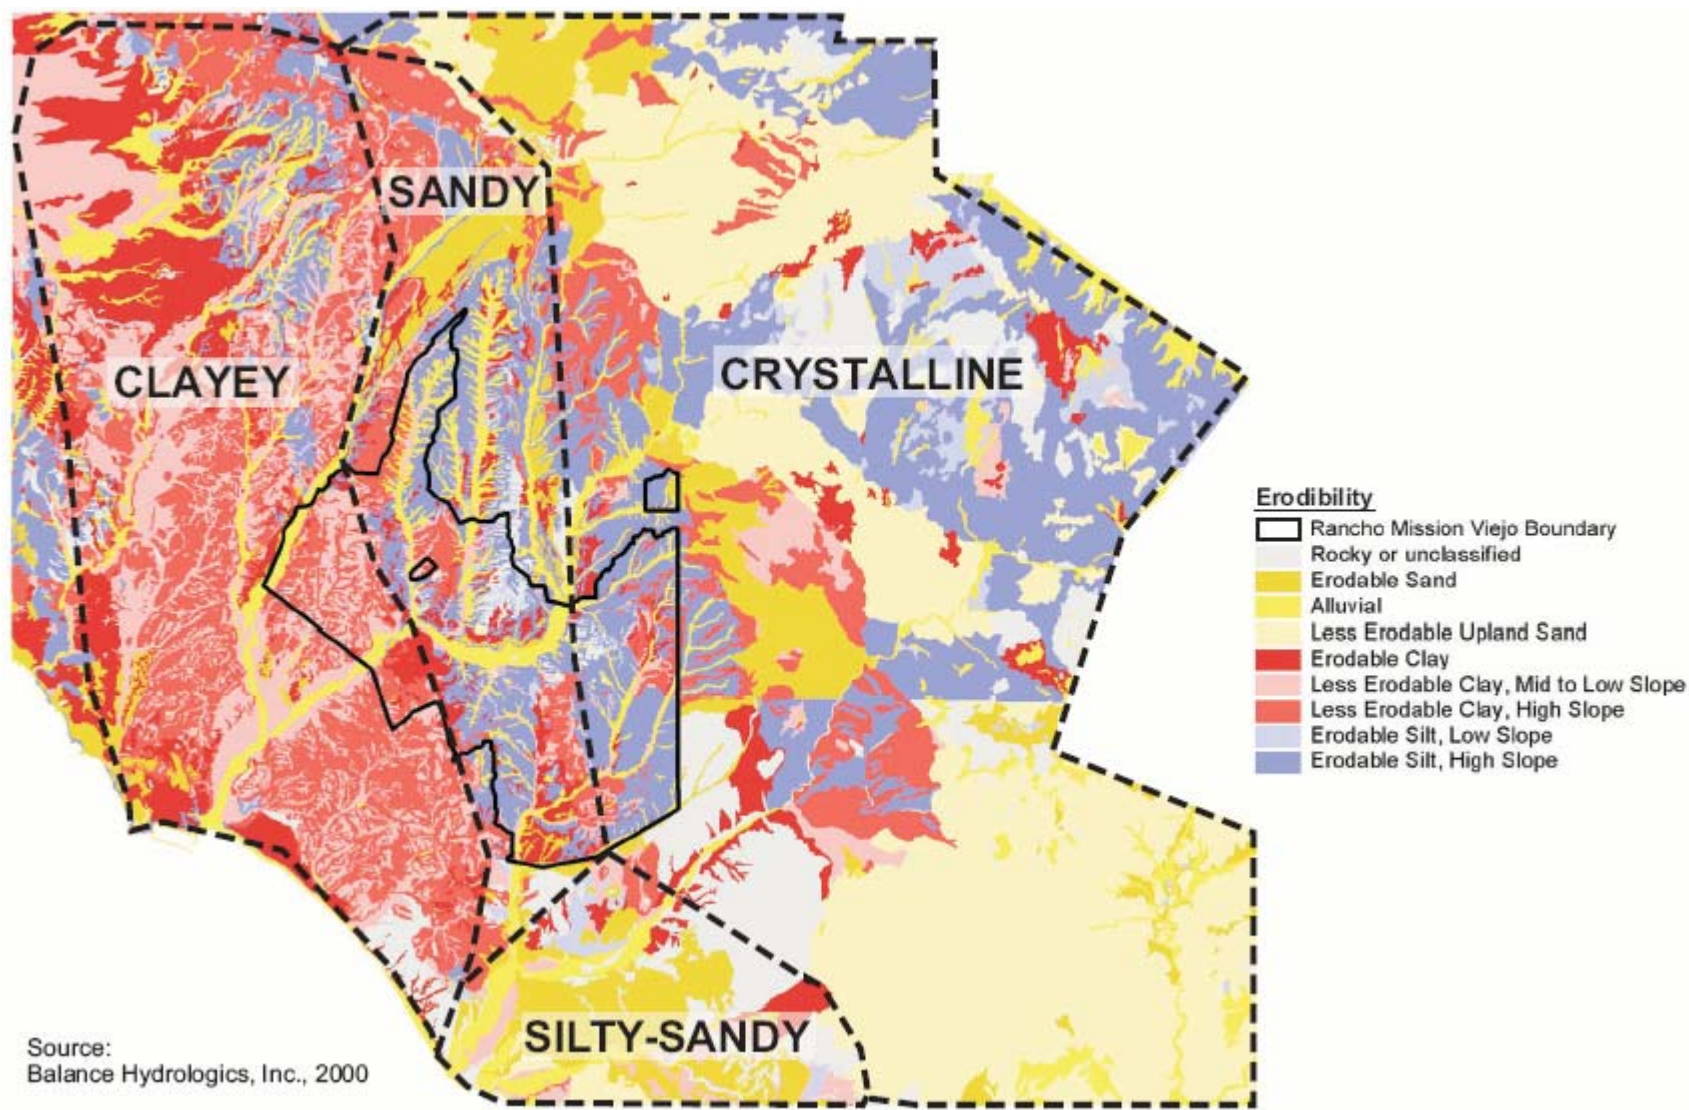 SANDY
CLAYEY
CRYSTALLINE
SILTY-SANDY
Erodibility
Rancho Mission Viejo Boundary
Rocky or unclassified
Erodable Sand
Alluvial
Less Erodable Upland Sand
Erodable Clay
Less Erodable Clay, Mid to Low Slope
Less Erodable Clay, High Slope
Erodable Silt, Low Slope
Erodable Silt, High Slope
Source:
Balance Hydrologics, Inc., 2000